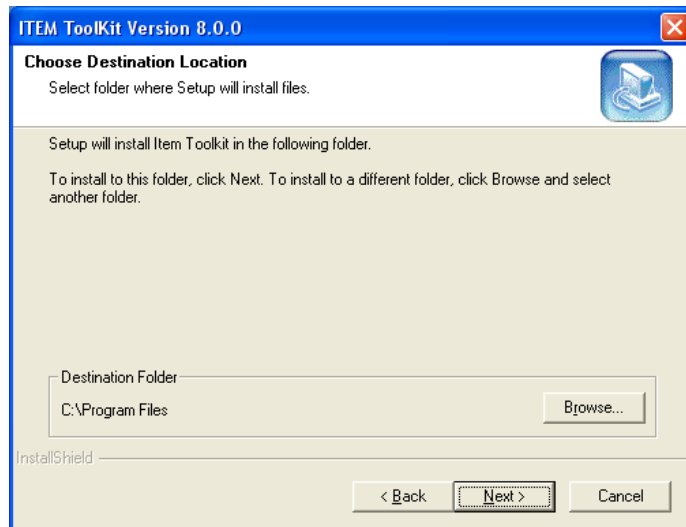 ITEM ToolKit Version 8.0.0
Choose Destination Location
Select folder where Setup will install files.
Setup will install Item Toolkit in the following folder.
To install to this folder, click Next. To install to a different folder, click Browse and select
another folder.
Destination Folder
C:\Program Files
Browse...
InstallShield
< Back
Next >
Cancel